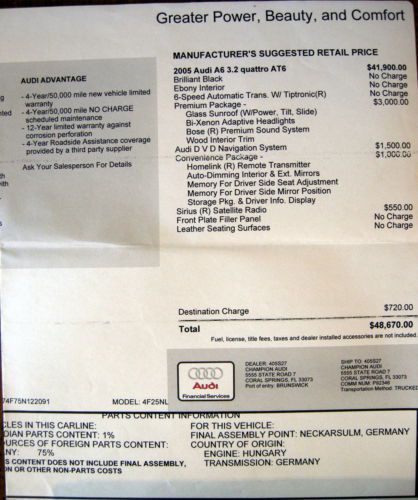 Greater Power, Beauty, and Comfort
MANUFACTURER'S SUGGESTED RETAIL PRICE
2005 Audi A6 3.2 quattro AT6 $41,900.00
Brilliant Black No Charge
Ebony Interior No Charge
6-Speed Automatic Trans. W/ Tiptronic(R) No Charge
Premium Package - $3,000.00
Glass Sunroof (W/Power, Tilt, Slide)
Bi-Xenon Adaptive Headlights
Bose (R) Premium Sound System
Wood Interior Trim
Audi D V D Navigation System $1,500.00
Convenience Package - $1,000.00
Homelink (R) Remote Transmitter
Auto-Dimming Interior & Ext. Mirrors
Memory For Driver Side Seat Adjustment
Memory For Driver Side Mirror Position
Storage Pkg. & Driver Info. Display
Sirius (R) Satellite Radio $550.00
Front Plate Filler Panel No Charge
Leather Seating Surfaces No Charge
AUDI ADVANTAGE
- 4-Year/50,000 mile new vehicle limited
warranty
- 4-Year/50,000 mile NO CHARGE
scheduled maintenance
- 12-Year limited warranty against
corrosion perforation
- 4-Year Roadside Assistance coverage
provided by a third party supplier
Ask Your Salesperson For Details
Destination Charge $720.00
Total $48,670.00
Fuel, license, title fees, taxes and dealer installed accessories are not included.
Audi
Financial Services
DEALER: 405S27
CHAMPION AUDI
5555 STATE ROAD 7
CORAL SPRINGS, FL 33073
Port of entry: BRUNSWICK
SHIP TO: 405S27
CHAMPION AUDI
5555 STATE ROAD 7
CORAL SPRINGS, FL 33073
COMM NUM: P82346
Transportation Method: TRUCKED
74F75N122091 MODEL: 4F25NL
PARTS CONTENT INFORMATION
CLES IN THIS CARLINE:
DIAN PARTS CONTENT: 1%
OURCES OF FOREIGN PARTS CONTENT:
ANY: 75%
S CONTENT DOES NOT INCLUDE FINAL ASSEMBLY,
ON OR OTHER NON-PARTS COSTS
FOR THIS VEHICLE:
FINAL ASSEMBLY POINT: NECKARSULM, GERMANY
COUNTRY OF ORIGIN:
ENGINE: HUNGARY
TRANSMISSION: GERMANY